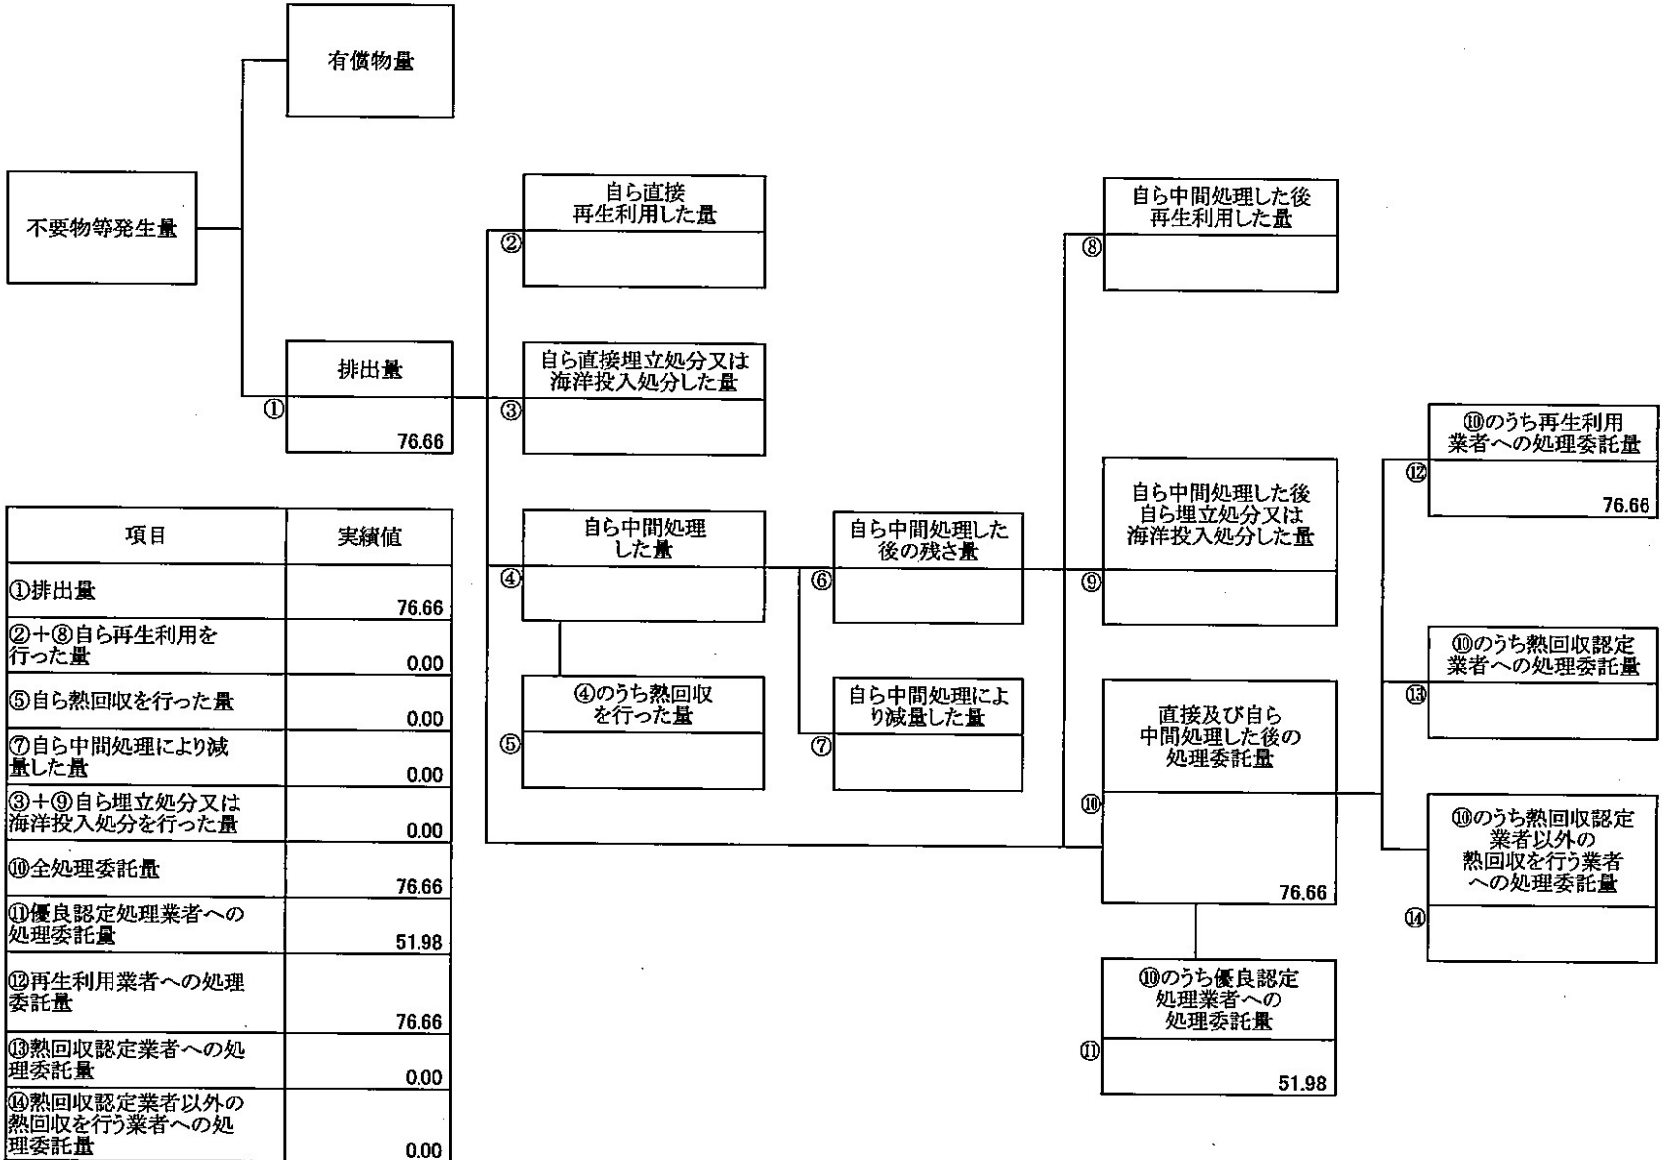 有償物量
不要物等発生量
排出量
①
76.66
自ら直接
再生利用した量
②
自ら直接埋立処分又は
海洋投入処分した量
③
自ら中間処理
した量
④
④のうち熱回収
を行った量
⑤
自ら中間処理した
後の残さ量
⑥
自ら中間処理によ
り減量した量
⑦
自ら中間処理した後
再生利用した量
⑧
自ら中間処理した後
自ら埋立処分又は
海洋投入処分した量
⑨
直接及び自ら
中間処理した後の
処理委託量
⑩
76.66
⑩のうち優良認定
処理業者への
処理委託量
⑪
51.98
⑩のうち再生利用
業者への処理委託量
⑫
76.66
⑩のうち熱回収認定
業者への処理委託量
⑬
⑩のうち熱回収認定
業者以外の
熱回収を行う業者
への処理委託量
⑭
項目 実績値
①排出量
76.66
②+⑧自ら再生利用を
行った量
0.00
⑤自ら熱回収を行った量
0.00
⑦自ら中間処理により減
量した量
0.00
③+⑨自ら埋立処分又は
海洋投入処分を行った量
0.00
⑩全処理委託量
76.66
⑪優良認定処理業者への
処理委託量
51.98
⑫再生利用業者への処理
委託量
76.66
⑬熱回収認定業者への処
理委託量
0.00
⑭熱回収認定業者以外の
熱回収を行う業者への処
理委託量
0.00